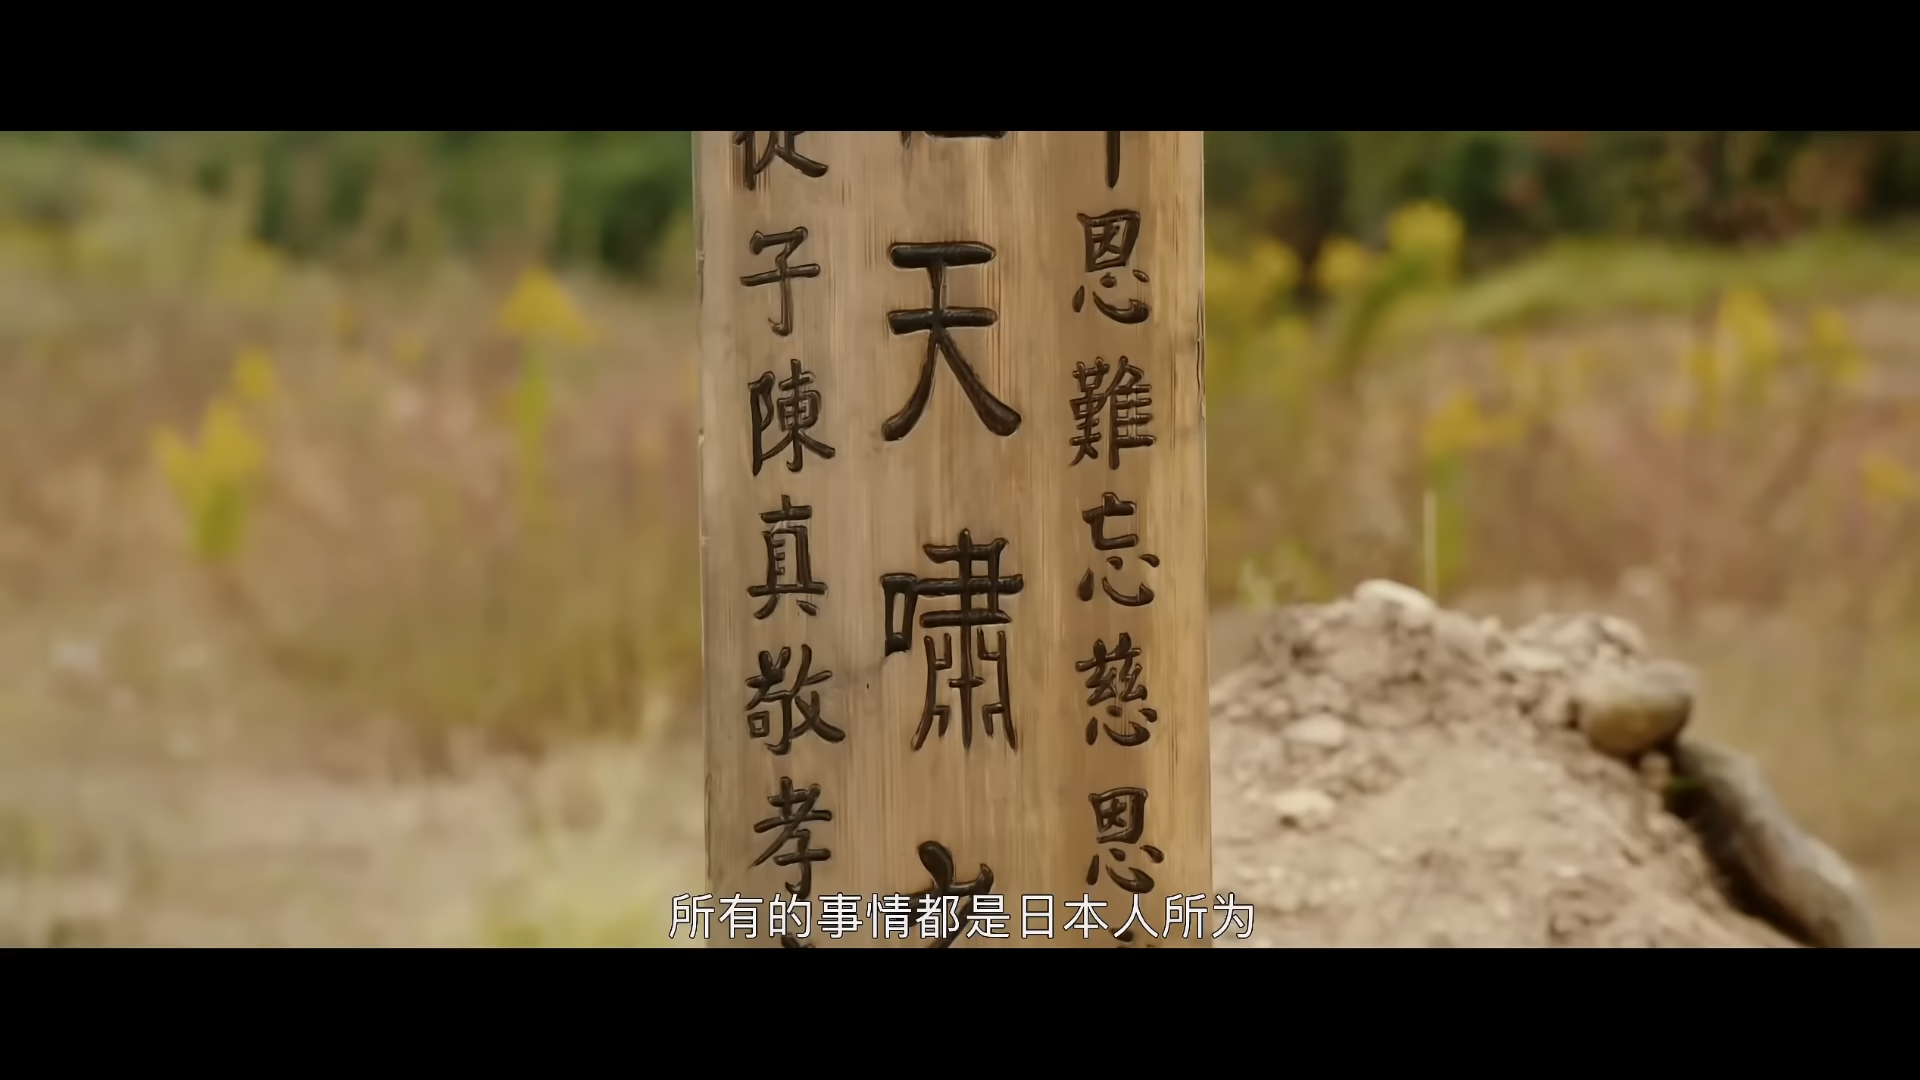 恩難忘慈恩
天嘯
從子陳真敬孝
所有的事情都是日本人所为